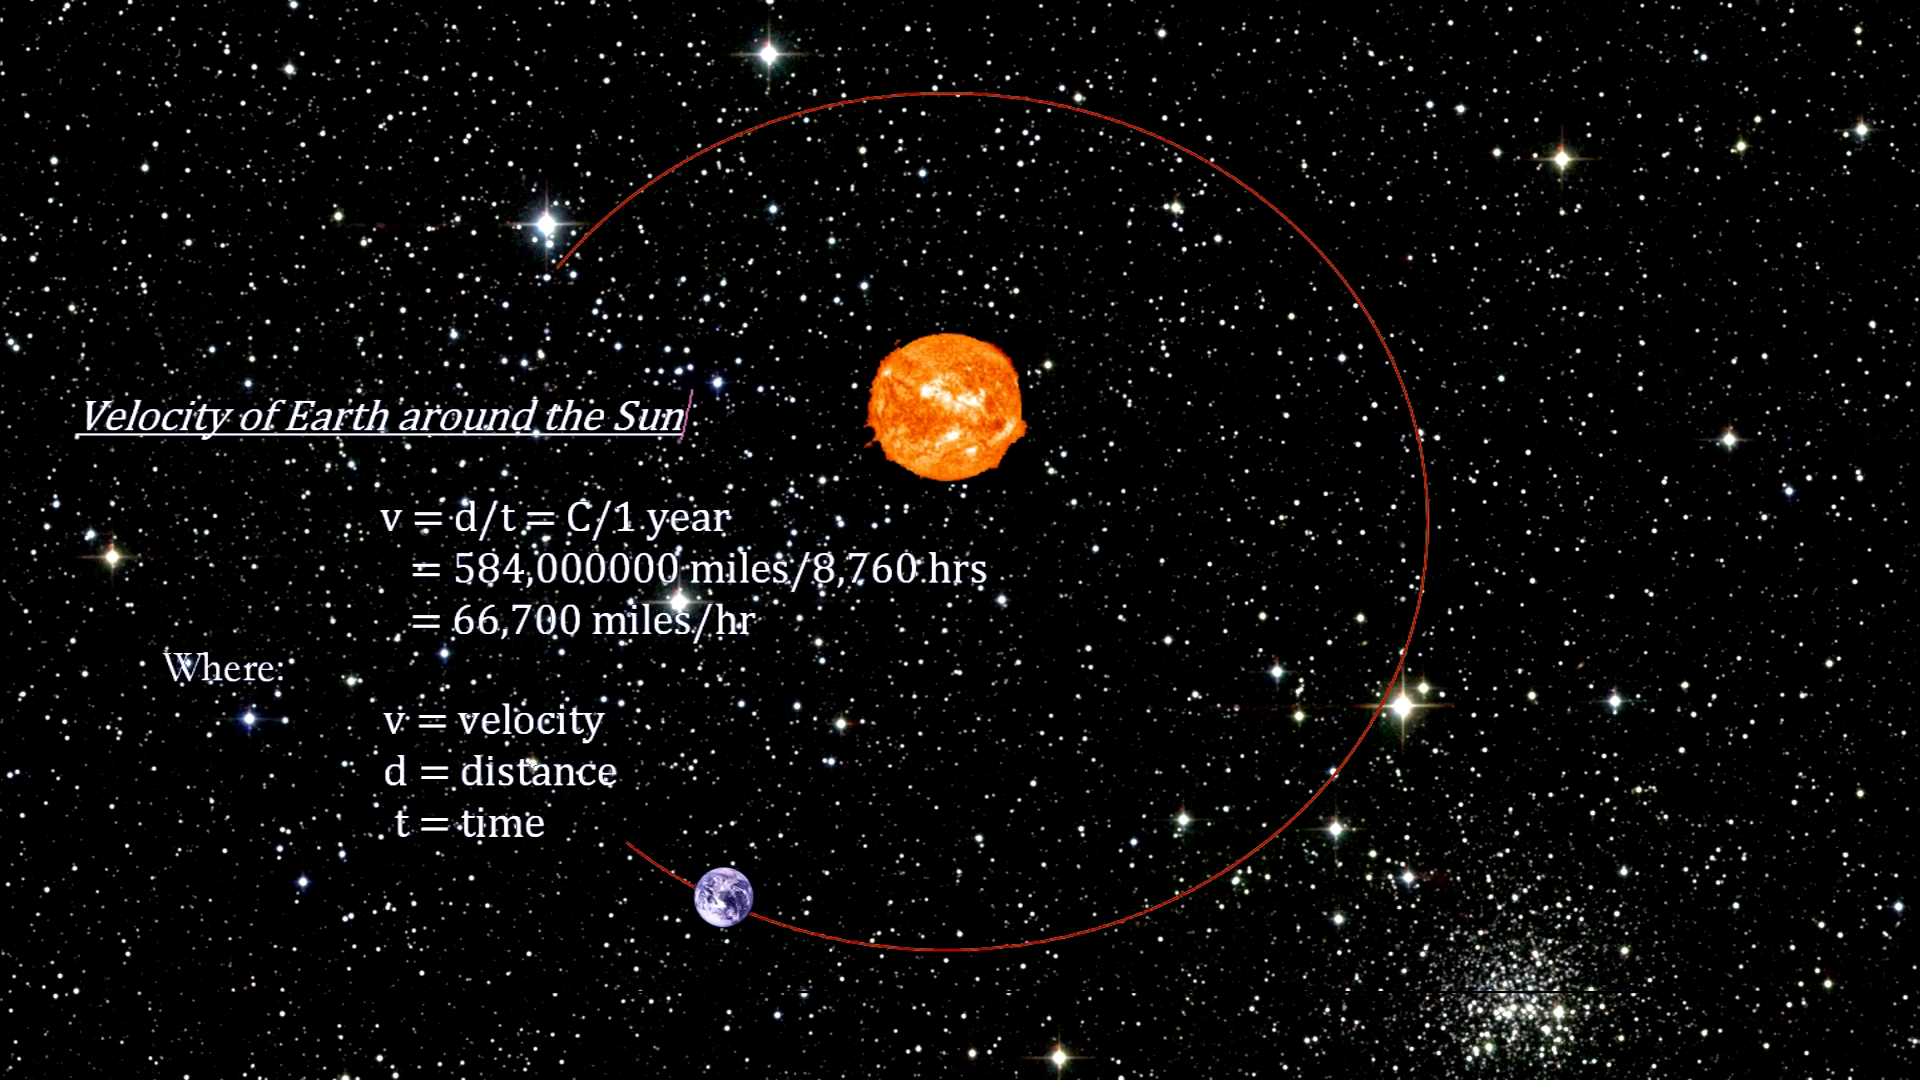 Velocity of Earth around the Sun
v = d/t = C/1 year
= 584,000000 miles/8,760 hrs
= 66,700 miles/hr
Where:
v = velocity
d = distance
t = time